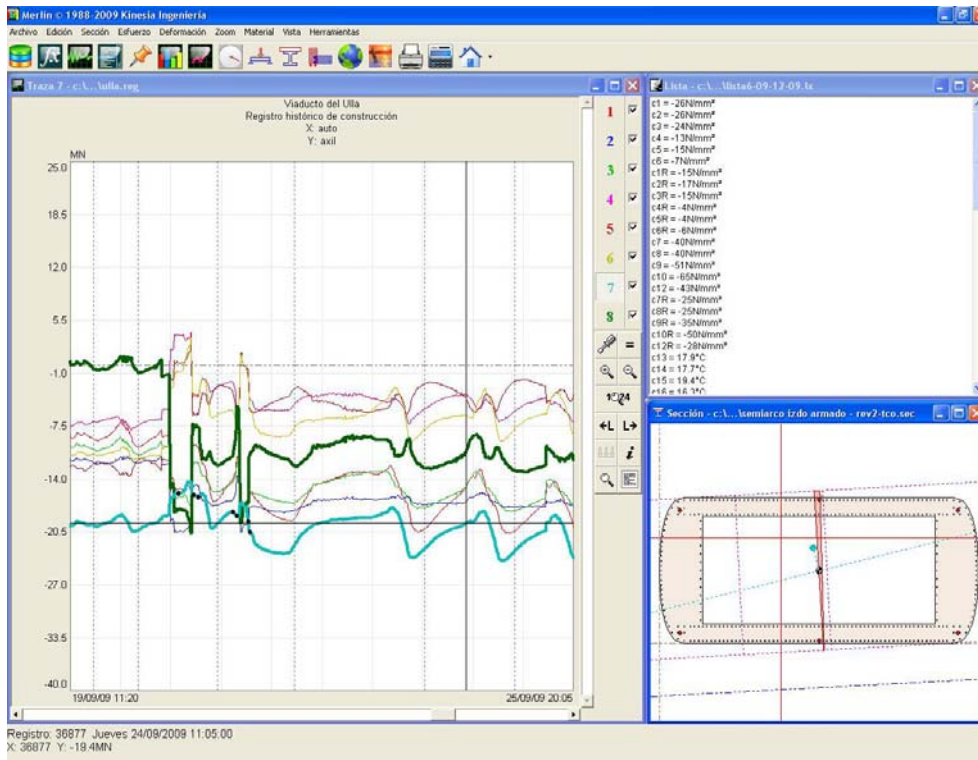 Merlin © 1988-2009 Kinesia Ingeniería
Archivo Edición Sección Esfuerzo Deformación Zoom Material Vista Herramientas
Traza 7 - c:\...\ulla.reg
Viaducto del Ulla
Registro histórico de construcción
X: auto
Y: axil
MN
25.0
18.5
12.0
5.5
-1.0
-7.5
-14.0
-20.5
-27.0
-33.5
-40.0
19/09/09 11:20
25/09/09 20:05
1
2
3
4
5
6
7
8
=
←L L→
i
Lista - c:\...\lista6-09-12-09.tx
c1 = -26N/mm²
c2 = -26N/mm²
c3 = -24N/mm²
c4 = -13N/mm²
c5 = -15N/mm²
c6 = -7N/mm²
c1R = -15N/mm²
c2R = -17N/mm²
c3R = -15N/mm²
c4R = -4N/mm²
c5R = -4N/mm²
c6R = -6N/mm²
c7 = -40N/mm²
c8 = -40N/mm²
c9 = -51N/mm²
c10 = -65N/mm²
c12 = -43N/mm²
c7R = -25N/mm²
c8R = -25N/mm²
c9R = -35N/mm²
c10R = -50N/mm²
c12R = -28N/mm²
c13 = 17.9°C
c14 = 17.7°C
c15 = 19.4°C
c16 = 16.3°C
Sección - c:\...\semiarco izdo armado - rev2-tco.sec
Registro: 36877 Jueves 24/09/2009 11:05:00
X: 36877 Y: -19.4MN